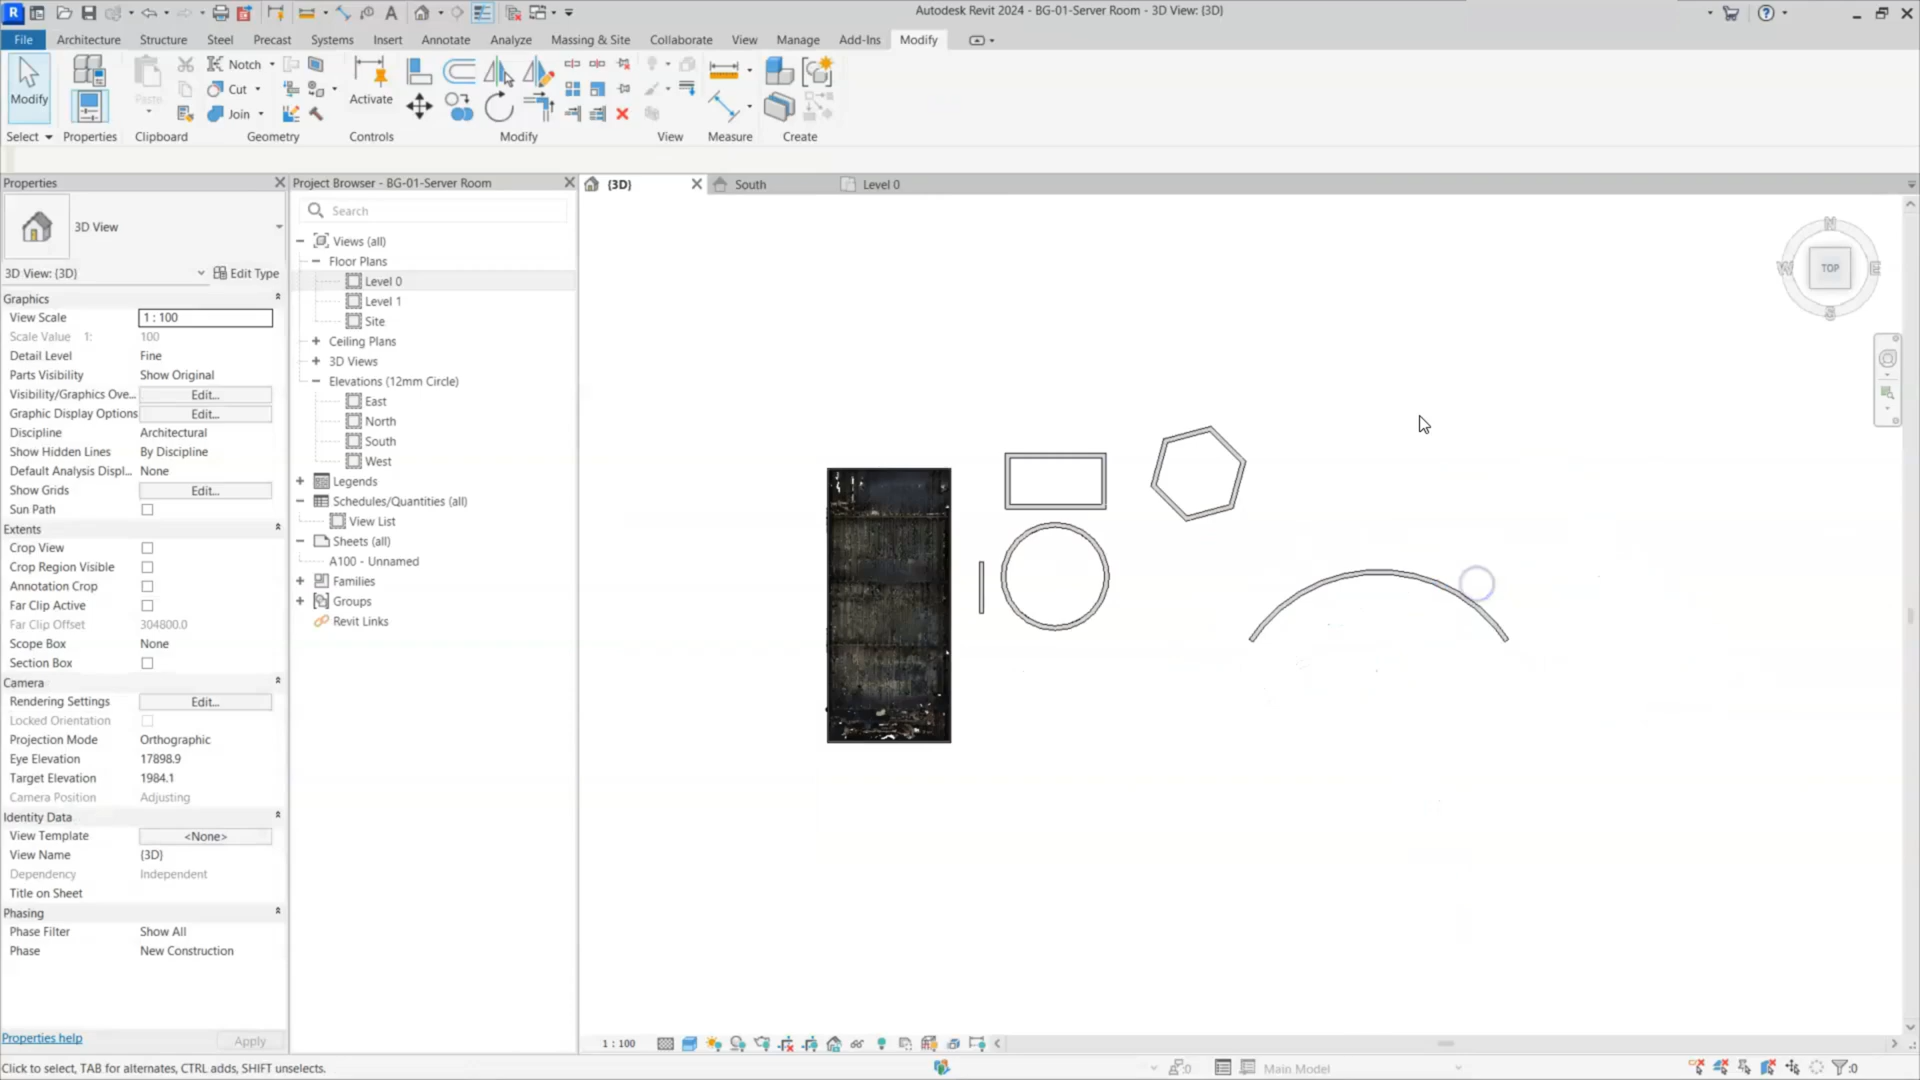 Autodesk Revit 2024 - BG-01-Server Room - 3D View: {3D}
File Architecture Structure Steel Precast Systems Insert Annotate Analyze Massing & Site Collaborate View Manage Add-Ins Modify
Modify
Paste
Notch
Cut
Join
Activate
Select Properties Clipboard Geometry Controls Modify View Measure Create
Properties
3D View
3D View: {3D} Edit Type
Graphics
View Scale 1 : 100
Scale Value 1: 100
Detail Level Fine
Parts Visibility Show Original
Visibility/Graphics Ove... Edit...
Graphic Display Options Edit...
Discipline Architectural
Show Hidden Lines By Discipline
Default Analysis Displ... None
Show Grids Edit...
Sun Path
Extents
Crop View
Crop Region Visible
Annotation Crop
Far Clip Active
Far Clip Offset 304800.0
Scope Box None
Section Box
Camera
Rendering Settings Edit...
Locked Orientation
Projection Mode Orthographic
Eye Elevation 17898.9
Target Elevation 1984.1
Camera Position Adjusting
Identity Data
View Template <None>
View Name {3D}
Dependency Independent
Title on Sheet
Phasing
Phase Filter Show All
Phase New Construction
Properties help Apply
Project Browser - BG-01-Server Room
Search
Views (all)
Floor Plans
Level 0
Level 1
Site
Ceiling Plans
3D Views
Elevations (12mm Circle)
East
North
South
West
Legends
Schedules/Quantities (all)
View List
Sheets (all)
A100 - Unnamed
Families
Groups
Revit Links
{3D} South Level 0
N
W TOP E
S
1 : 100
Click to select, TAB for alternates, CTRL adds, SHIFT unselects.
:0 Main Model :0